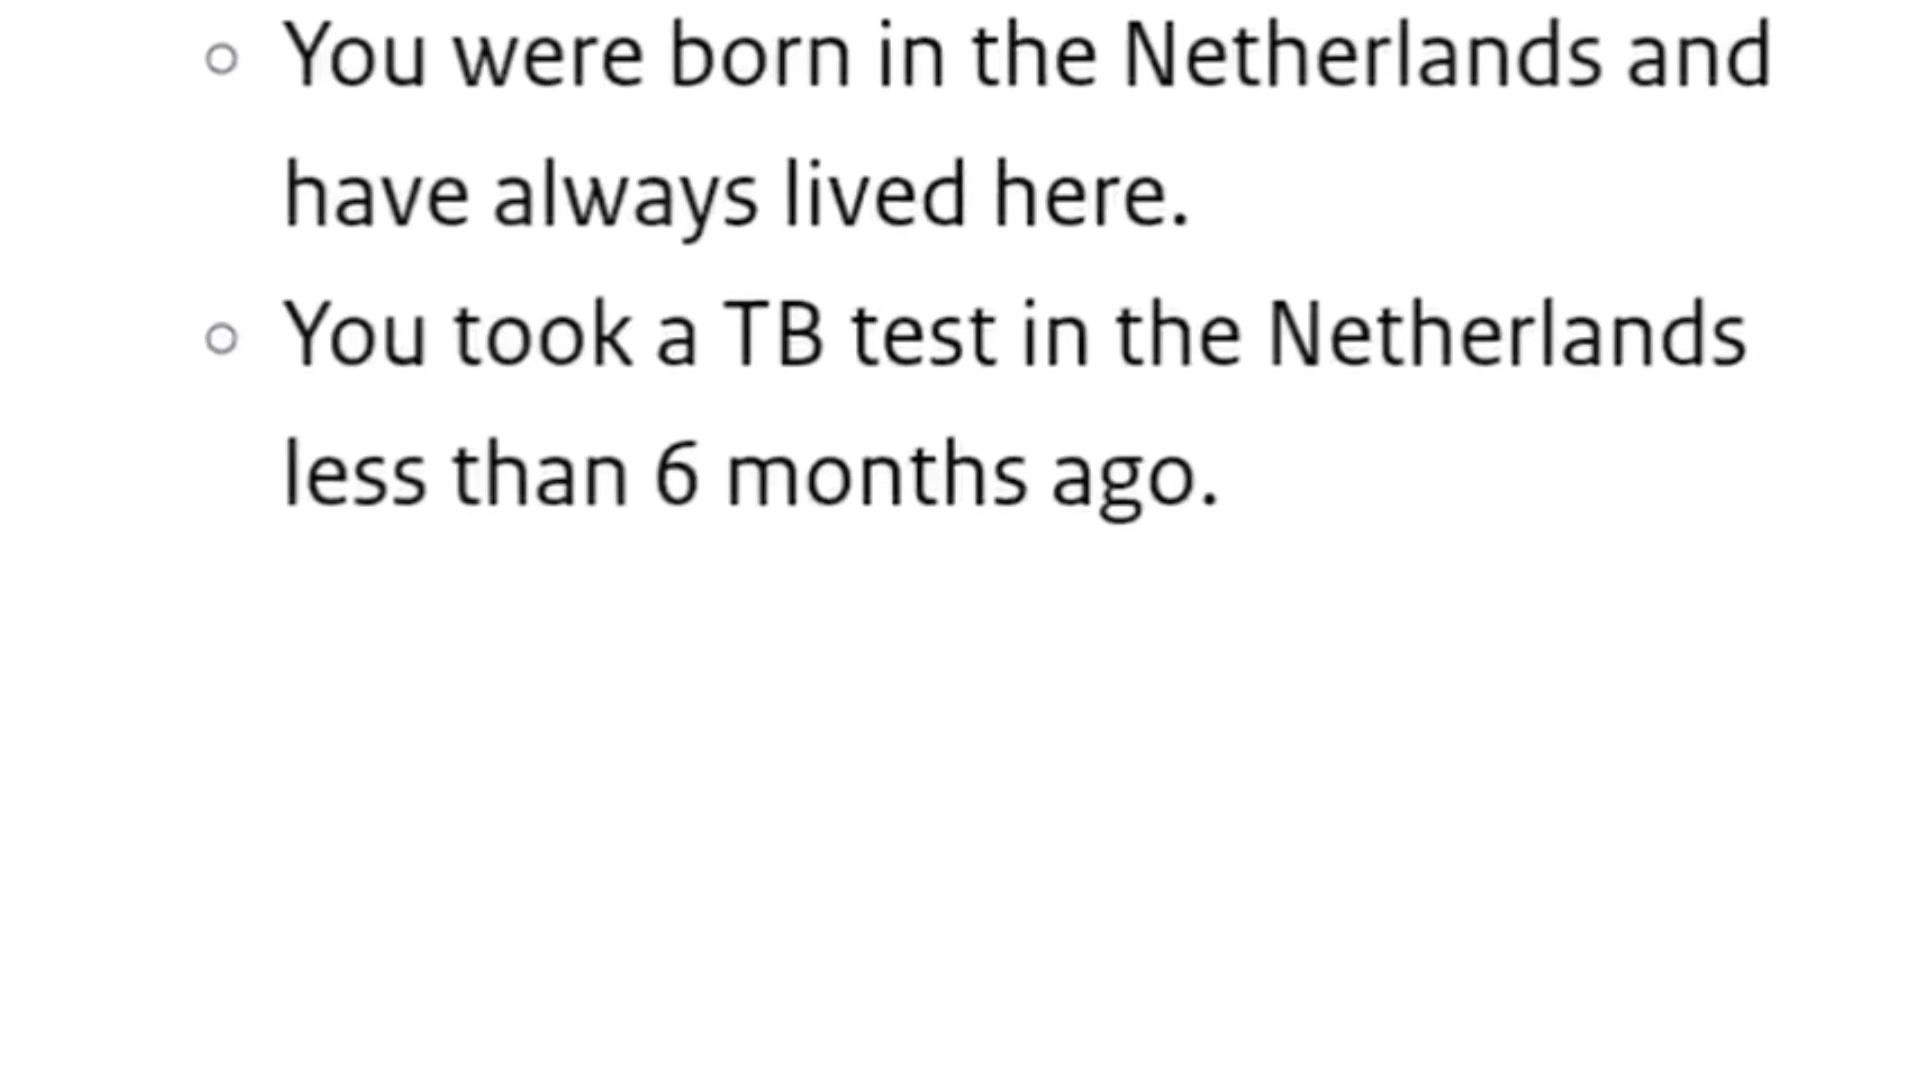 You were born in the Netherlands and
have always lived here.
You took a TB test in the Netherlands
less than 6 months ago.